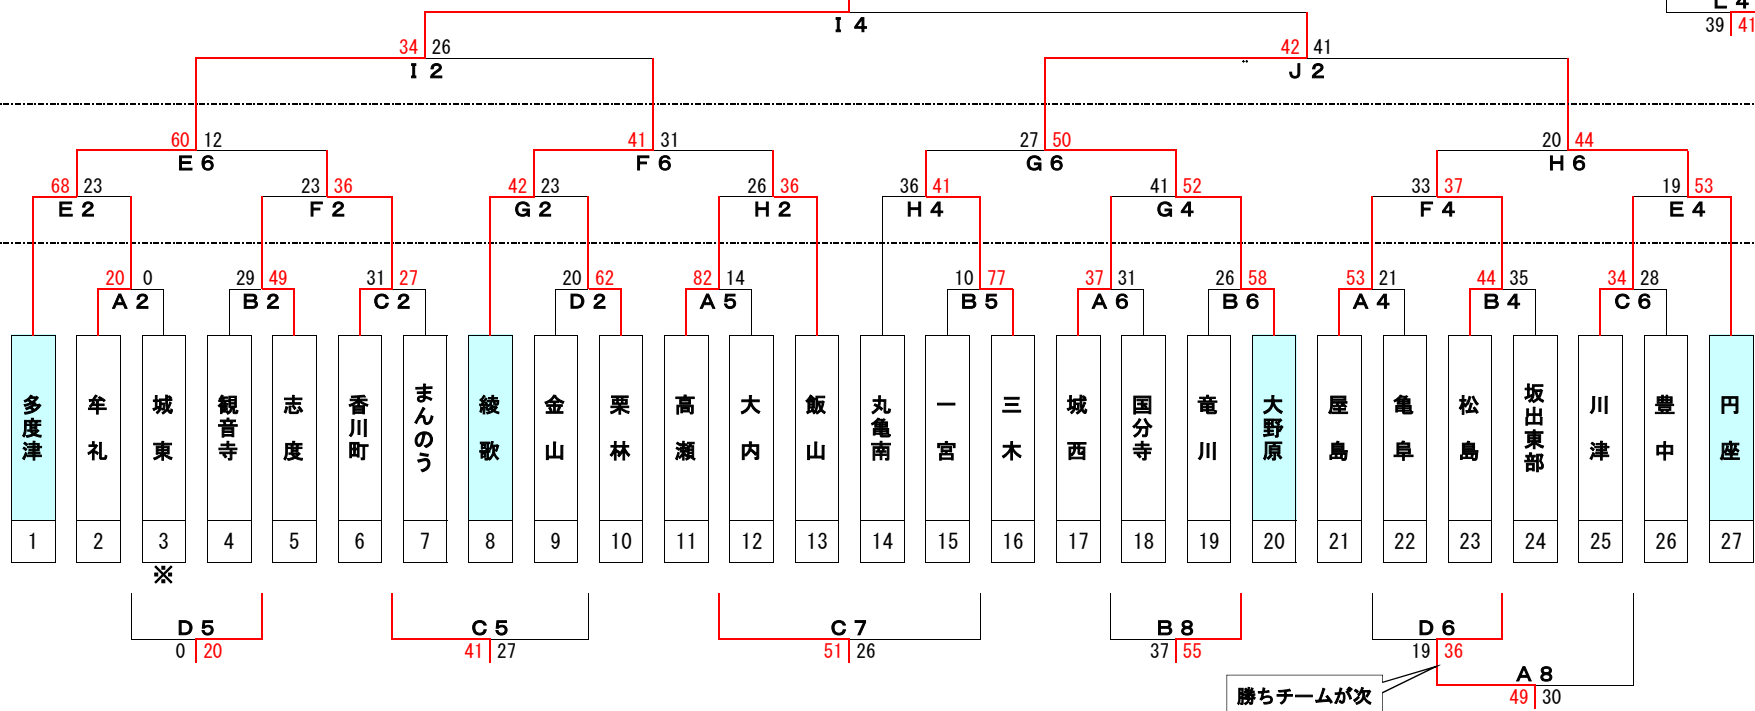 I 4
L 4
39 41
34 26
I 2
42 41
J 2
60 12
E 6
41 31
F 6
27 50
G 6
20 44
H 6
68 23
E 2
23 36
F 2
42 23
G 2
26 36
H 2
36 41
H 4
41 52
G 4
33 37
F 4
19 53
E 4
20 0
A 2
29 49
B 2
31 27
C 2
20 62
D 2
82 14
A 5
10 77
B 5
37 31
A 6
26 58
B 6
53 21
A 4
44 35
B 4
34 28
C 6
多度津
牟礼
城東
観音寺
志度
香川町
まんのう
綾歌
金山
栗林
高瀬
大内
飯山
丸亀南
一宮
三木
城西
国分寺
竜川
大野原
屋島
亀阜
松島
坂出東部
川津
豊中
円座
1 2 3 4 5 6 7 8 9 10 11 12 13 14 15 16 17 18 19 20 21 22 23 24 25 26 27
※
D 5
0 20
C 5
41 27
C 7
51 26
B 8
37 55
D 6
19 36
A 8
49 30
勝ちチームが次